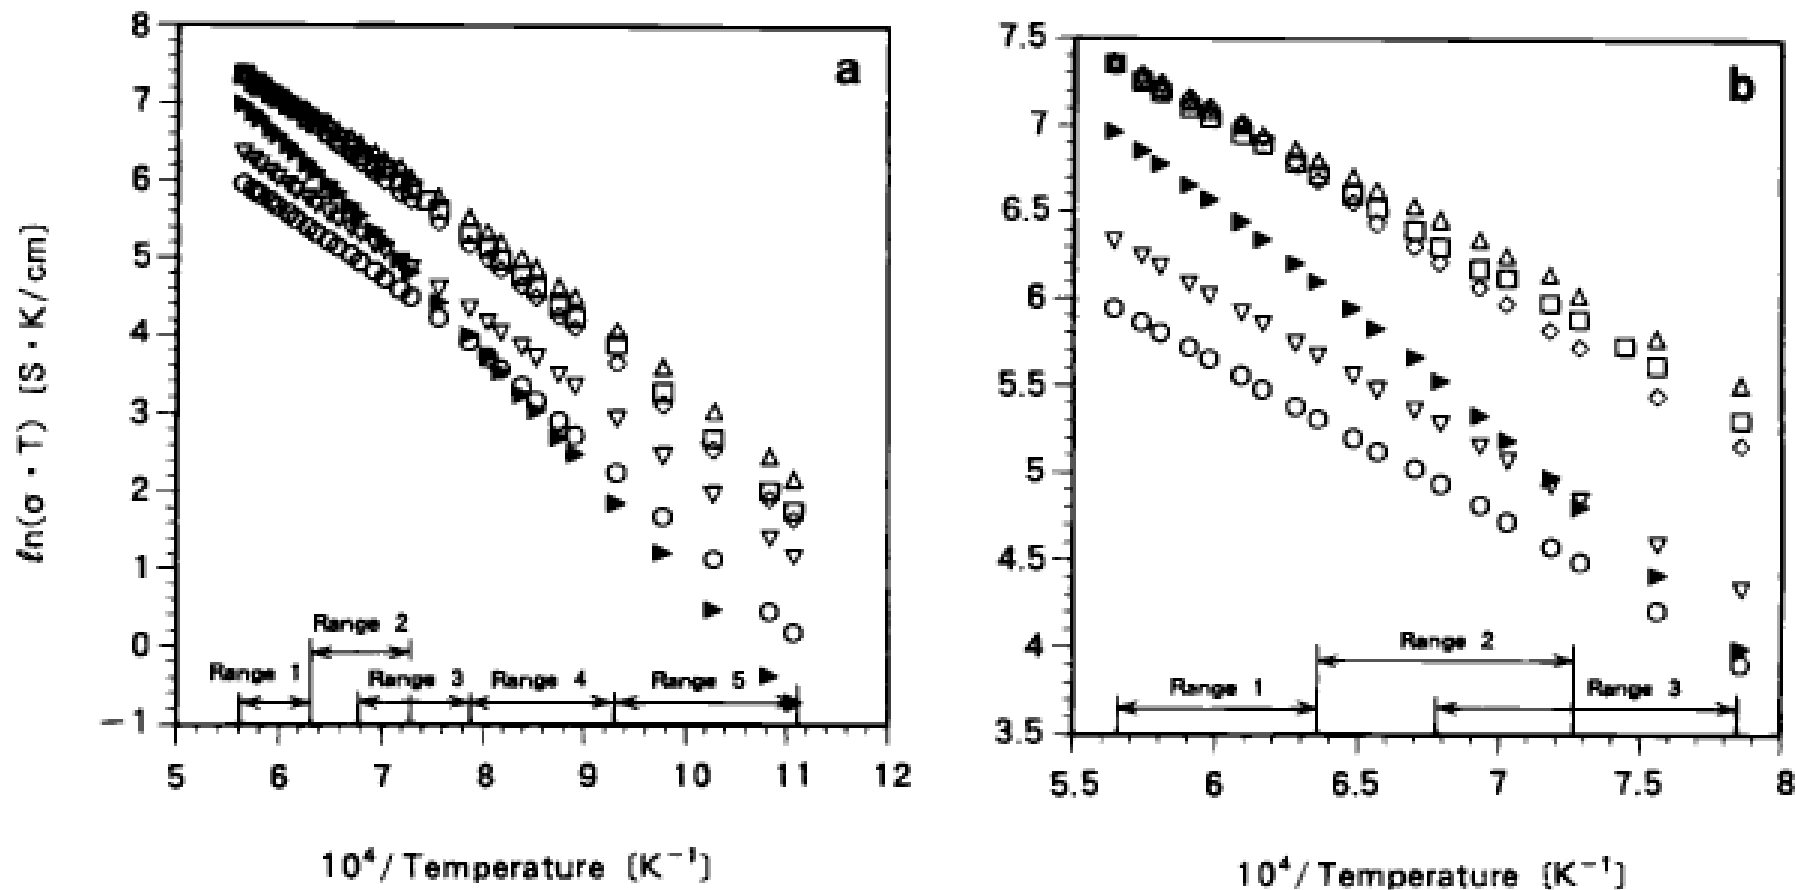 a
8
7
6
5
4
3
2
1
0
−1
ℓn(σ · T) [S · K/cm]
Range 2
Range 1
Range 3
Range 4
Range 5
5 6 7 8 9 10 11 12
10⁴/Temperature [K⁻¹]
b
7.5
7
6.5
6
5.5
5
4.5
4
3.5
Range 2
Range 1
Range 3
5.5 6 6.5 7 7.5 8
10⁴/Temperature [K⁻¹]